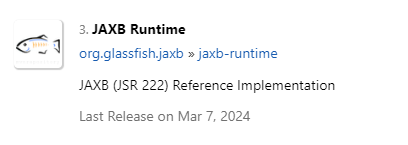 3. JAXB Runtime
org.glassfish.jaxb » jaxb-runtime
JAXB (JSR 222) Reference Implementation
Last Release on Mar 7, 2024